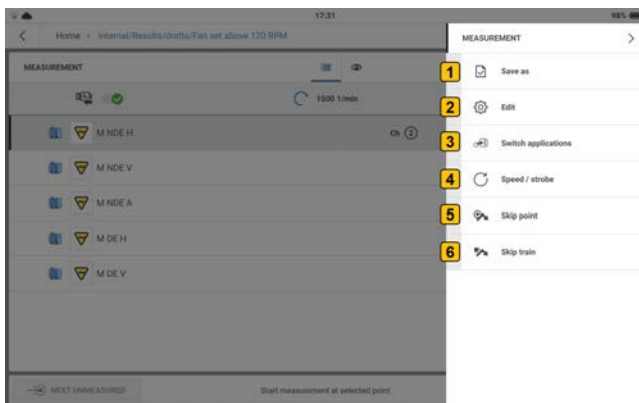 17:31
98%
Home Internal/Results/drafts/Fan set above 120 RPM
MEASUREMENT
1500 1/min
M NDE H
Ch 2
M NDE V
M NDE A
M DE H
M DE V
NEXT UNMEASURED
Start measurement at selected point
MEASUREMENT
1 Save as
2 Edit
3 Switch applications
4 Speed / strobe
5 Skip point
6 Skip train